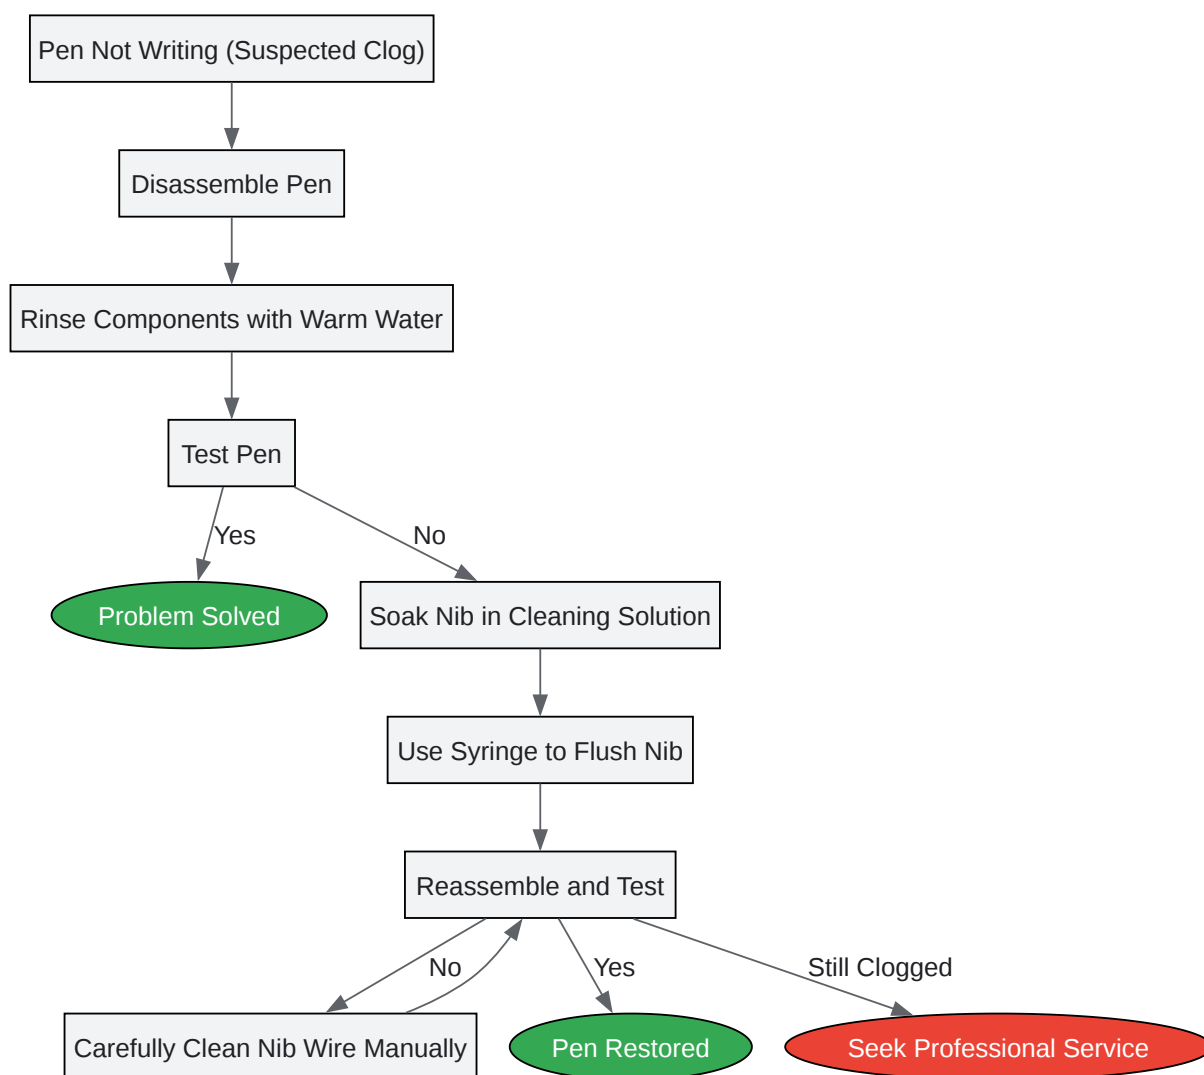 Pen Not Writing (Suspected Clog)
Disassemble Pen
Rinse Components with Warm Water
Test Pen
Yes
No
Problem Solved
Soak Nib in Cleaning Solution
Use Syringe to Flush Nib
Reassemble and Test
No
Yes
Still Clogged
Carefully Clean Nib Wire Manually
Pen Restored
Seek Professional Service